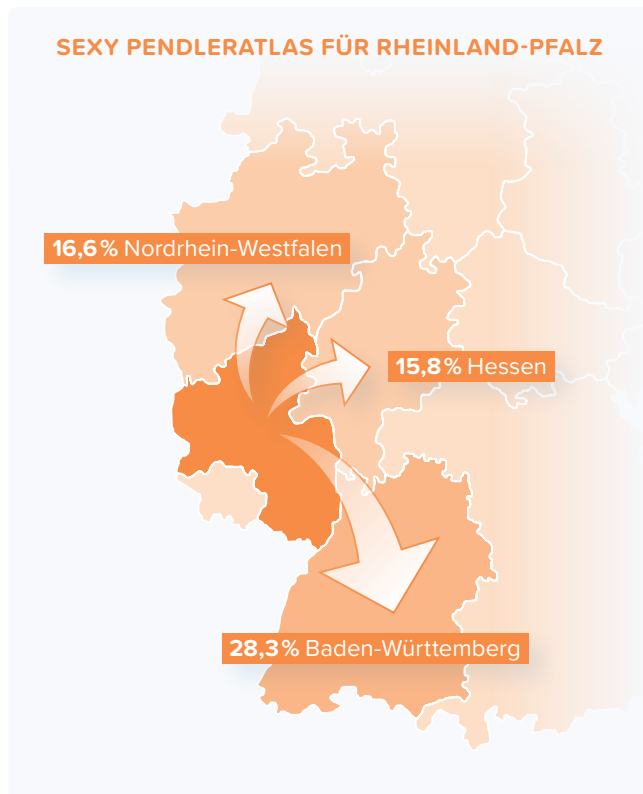 SEXY PENDLERATLAS FÜR RHEINLAND-PFALZ
16,6 % Nordrhein-Westfalen
15,8 % Hessen
28,3 % Baden-Württemberg